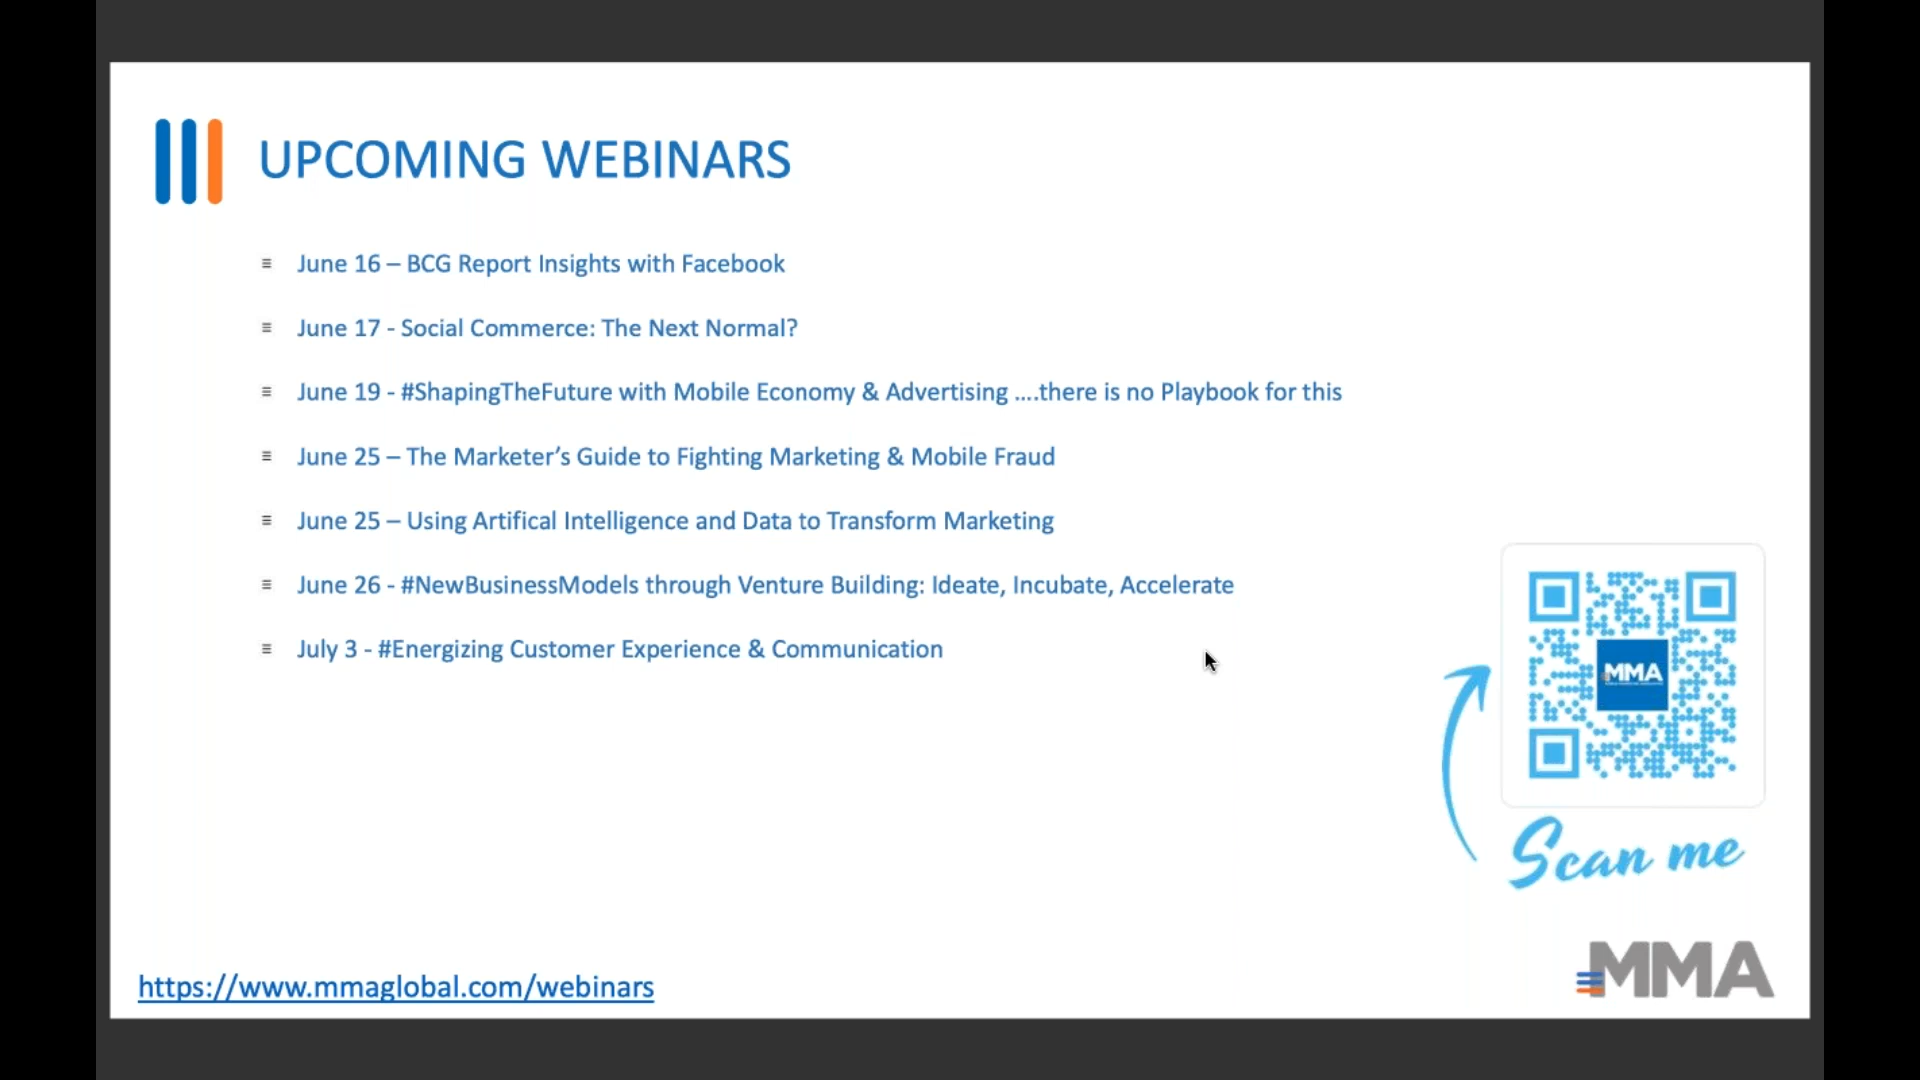 UPCOMING WEBINARS
June 16 – BCG Report Insights with Facebook
June 17 - Social Commerce: The Next Normal?
June 19 - #ShapingTheFuture with Mobile Economy & Advertising ....there is no Playbook for this
June 25 – The Marketer’s Guide to Fighting Marketing & Mobile Fraud
June 25 – Using Artifical Intelligence and Data to Transform Marketing
June 26 - #NewBusinessModels through Venture Building: Ideate, Incubate, Accelerate
July 3 - #Energizing Customer Experience & Communication
MMA
Scan me
https://www.mmaglobal.com/webinars
MMA